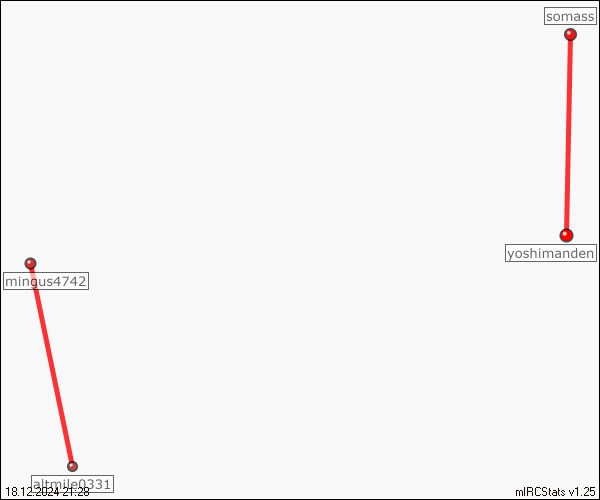 somass
yoshimanden
mingus4742
altmile0331
18.12.2024 21:28
mIRCStats v1.25